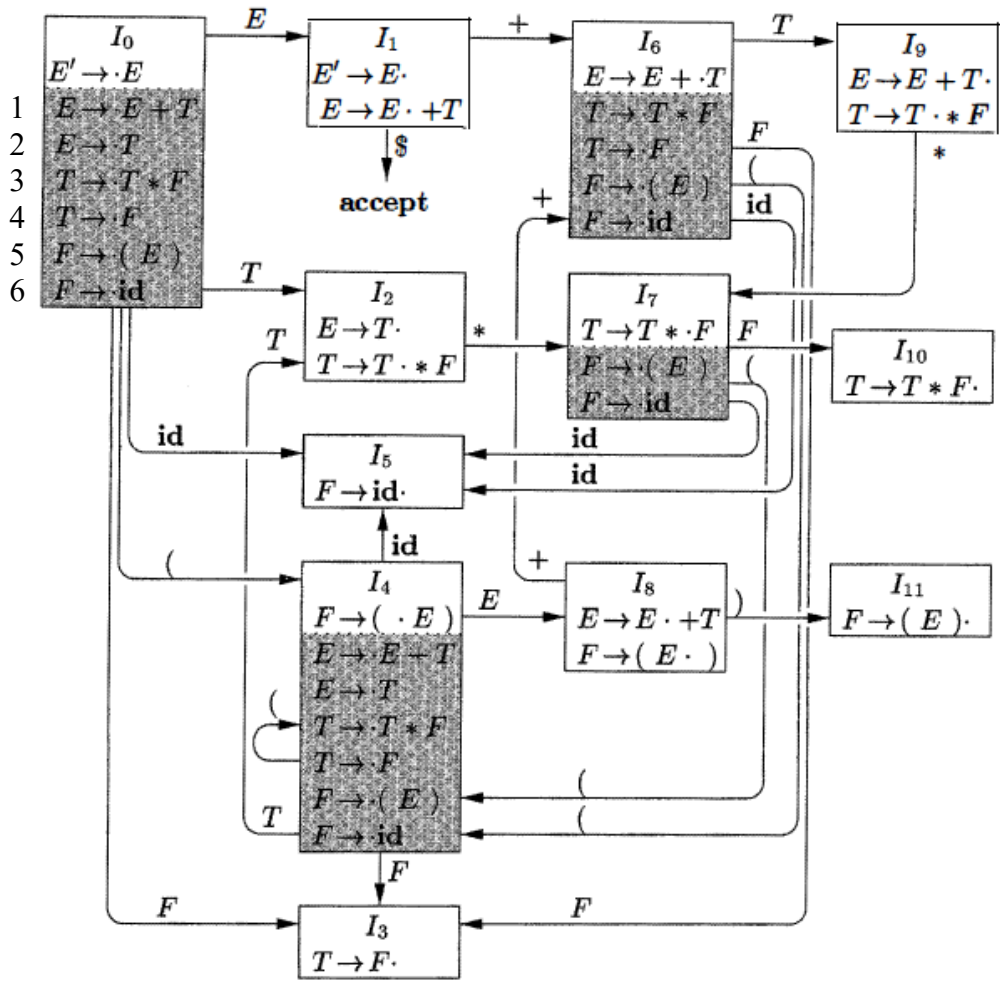 I₀
E' → ·E
1 E → ·E + T
2 E → ·T
3 T → ·T * F
4 T → ·F
5 F → ·( E )
6 F → ·id
E
I₁
E' → E·
E → E· + T
$
accept
+
I₆
E → E + ·T
T → ·T * F
T → ·F
F → ·( E )
F → ·id
T
I₉
E → E + T·
T → T· * F
*
F
(
id
+
T
I₂
E → T·
T → T· * F
T
*
I₇
T → T * ·F
F → ·( E )
F → ·id
F
(
I₁₀
T → T * F·
id
I₅
F → id·
id
id
id
(
I₄
F → ( ·E )
E → ·E + T
E → ·T
T → ·T * F
T → ·F
F → ·( E )
F → ·id
(
T
E
+
I₈
E → E· + T
F → ( E· )
)
I₁₁
F → ( E )·
(
(
F
F
I₃
T → F·
F